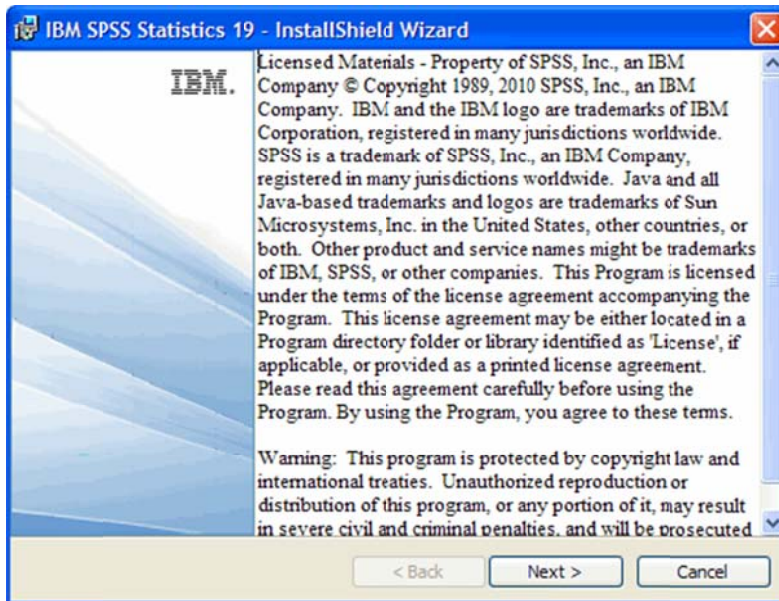 IBM SPSS Statistics 19 - InstallShield Wizard
IBM.
Licensed Materials - Property of SPSS, Inc., an IBM
Company © Copyright 1989, 2010 SPSS, Inc., an IBM
Company. IBM and the IBM logo are trademarks of IBM
Corporation, registered in many jurisdictions worldwide.
SPSS is a trademark of SPSS, Inc., an IBM Company,
registered in many jurisdictions worldwide. Java and all
Java-based trademarks and logos are trademarks of Sun
Microsystems, Inc. in the United States, other countries, or
both. Other product and service names might be trademarks
of IBM, SPSS, or other companies. This Program is licensed
under the terms of the license agreement accompanying the
Program. This license agreement may be either located in a
Program directory folder or library identified as 'License', if
applicable, or provided as a printed license agreement.
Please read this agreement carefully before using the
Program. By using the Program, you agree to these terms.
Warning: This program is protected by copyright law and
international treaties. Unauthorized reproduction or
distribution of this program, or any portion of it, may result
in severe civil and criminal penalties, and will be prosecuted
< Back
Next >
Cancel